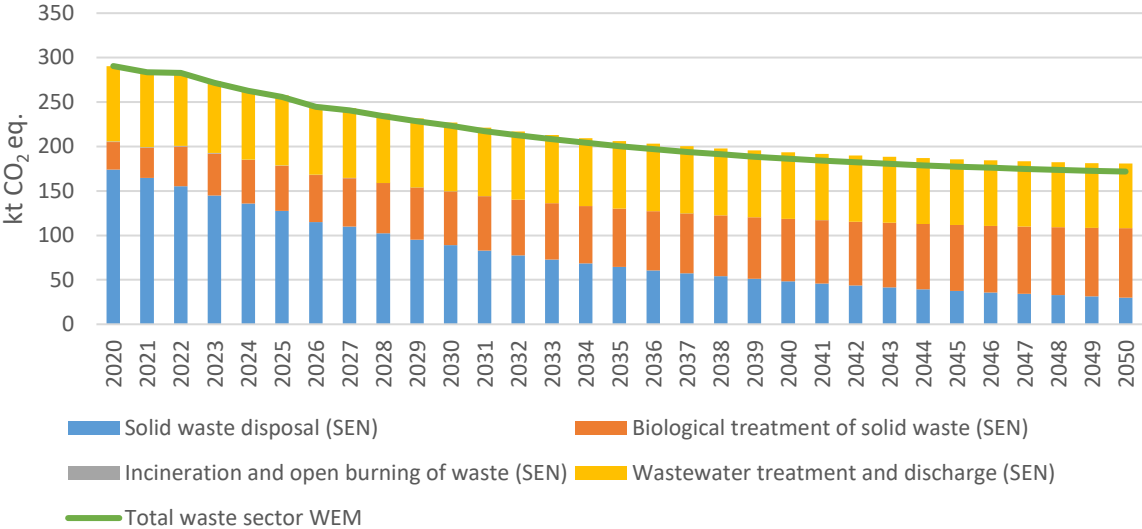 350
300
250
200
150
100
50
0
kt CO₂ eq.
2020 2021 2022 2023 2024 2025 2026 2027 2028 2029 2030 2031 2032 2033 2034 2035 2036 2037 2038 2039 2040 2041 2042 2043 2044 2045 2046 2047 2048 2049 2050
Solid waste disposal (SEN) Biological treatment of solid waste (SEN)
Incineration and open burning of waste (SEN) Wastewater treatment and discharge (SEN)
Total waste sector WEM